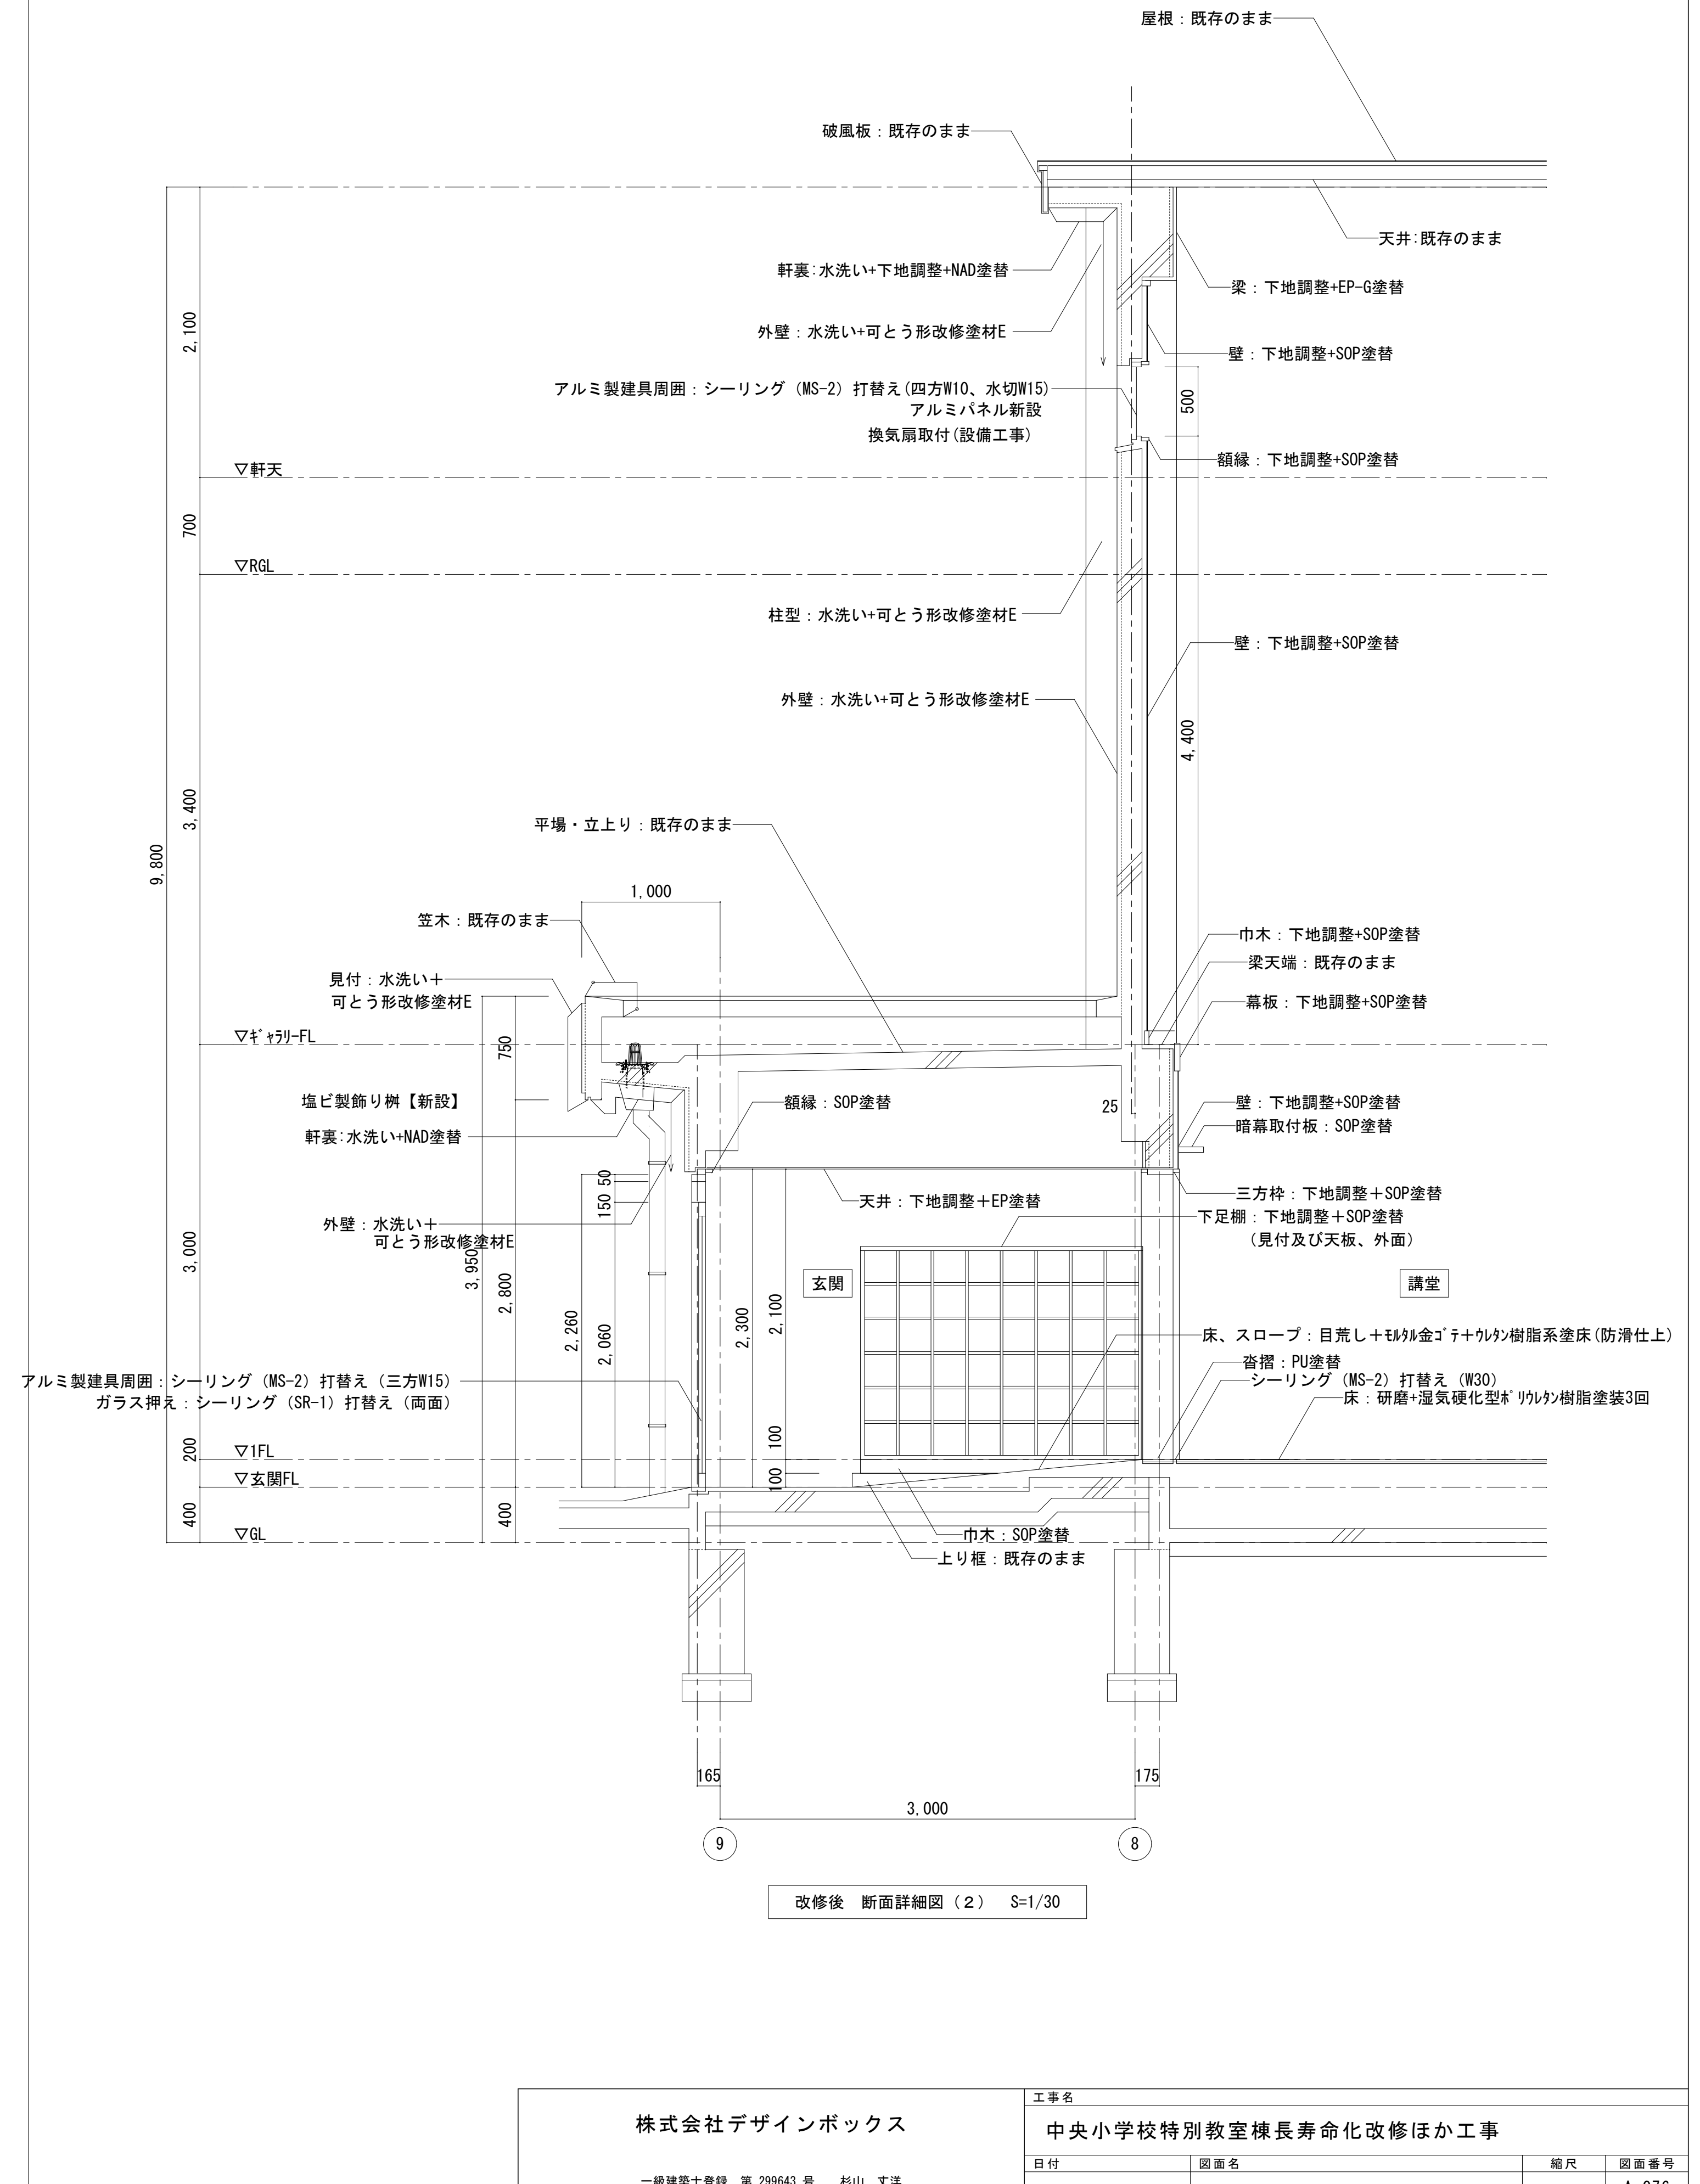 屋根：既存のまま
破風板：既存のまま
天井:既存のまま
軒裏:水洗い+下地調整+NAD塗替
梁：下地調整+EP-G塗替
外壁：水洗い+可とう形改修塗材E
壁：下地調整+SOP塗替
2,100
アルミ製建具周囲：シーリング（MS-2）打替え(四方W10、水切W15)
アルミパネル新設
換気扇取付(設備工事)
500
額縁：下地調整+SOP塗替
▽軒天
700
▽RGL
柱型：水洗い+可とう形改修塗材E
壁：下地調整+SOP塗替
外壁：水洗い+可とう形改修塗材E
4,400
3,400
平場・立上り：既存のまま
9,800
1,000
笠木：既存のまま
巾木：下地調整+SOP塗替
梁天端：既存のまま
見付：水洗い＋
可とう形改修塗材E
幕板：下地調整+SOP塗替
▽ｷﾞｬﾗﾘｰFL
750
塩ビ製飾り桝【新設】
額縁：SOP塗替
25
壁：下地調整+SOP塗替
暗幕取付板：SOP塗替
軒裏:水洗い+NAD塗替
50
150
天井：下地調整＋EP塗替
三方枠：下地調整＋SOP塗替
下足棚：下地調整＋SOP塗替
（見付及び天板、外面）
外壁：水洗い＋
可とう形改修塗材E
3,000
3,950
2,800
玄関
講堂
2,260
2,060
2,300
2,100
床、スロープ：目荒し＋ﾓﾙﾀﾙ金ｺﾞﾃ＋ｳﾚﾀﾝ樹脂系塗床(防滑仕上)
沓摺：PU塗替
シーリング（MS-2）打替え（W30）
床：研磨+湿気硬化型ﾎﾟﾘｳﾚﾀﾝ樹脂塗装3回
アルミ製建具周囲：シーリング（MS-2）打替え（三方W15）
ガラス押え：シーリング（SR-1）打替え（両面）
200
▽1FL
100
▽玄関FL
100
400
400
▽GL
巾木：SOP塗替
上り框：既存のまま
165
175
3,000
9
8
改修後　断面詳細図（２）　S=1/30
工事名
株式会社デザインボックス
中央小学校特別教室棟長寿命化改修ほか工事
日付
図面名
縮尺
図面番号
一級建築士登録　第 299643 号